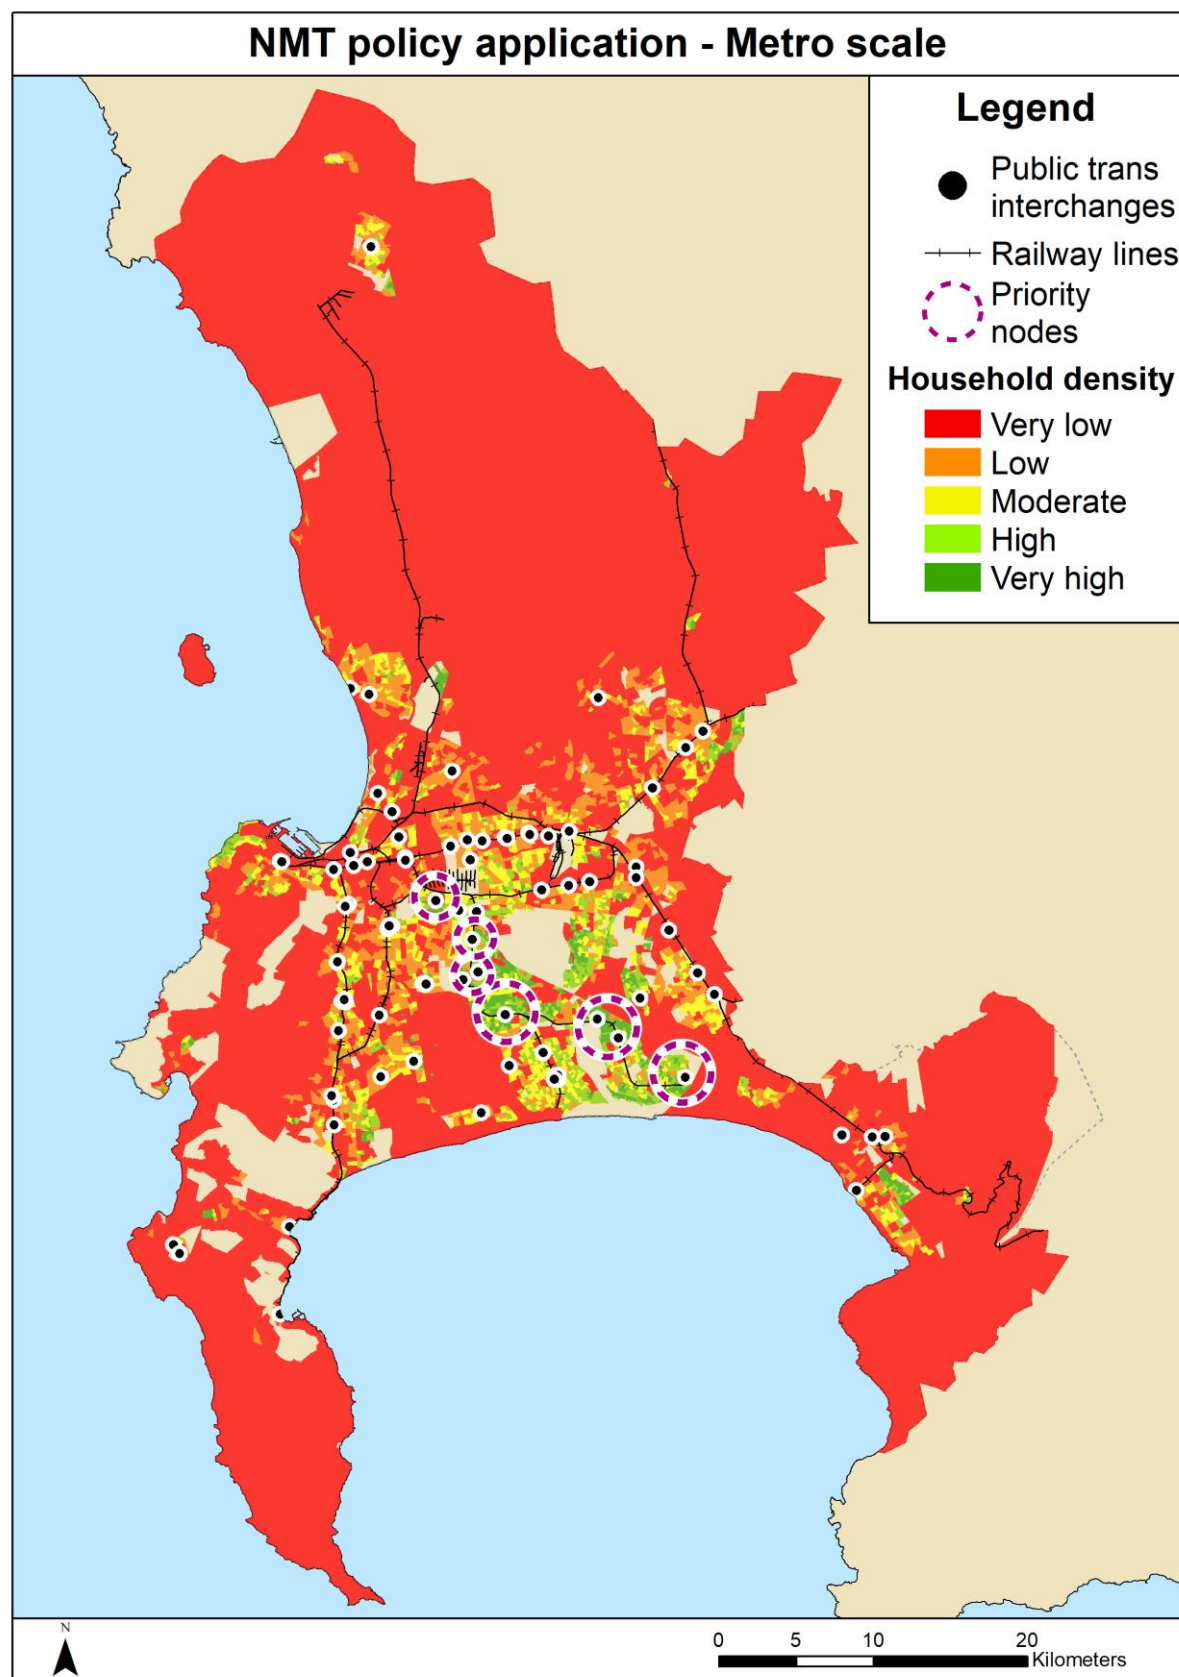 NMT policy application - Metro scale
Legend
Public trans
interchanges
Railway lines
Priority
nodes
Household density
Very low
Low
Moderate
High
Very high
N
0 5 10 20
Kilometers